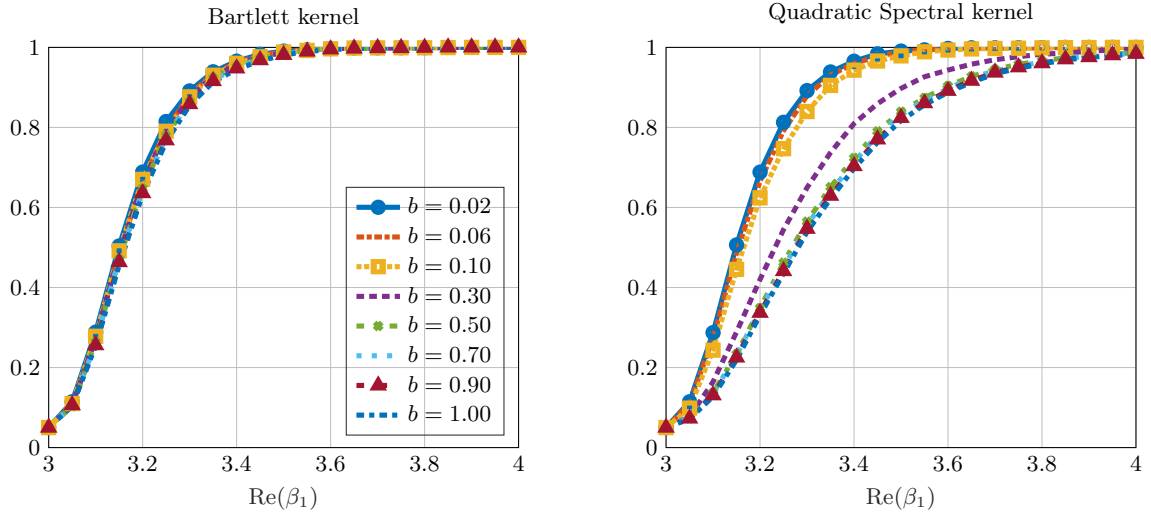 Bartlett kernel
1
0.8
0.6
0.4
0.2
0
3
3.2
3.4
3.6
3.8
4
Re(β₁)
b = 0.02
b = 0.06
b = 0.10
b = 0.30
b = 0.50
b = 0.70
b = 0.90
b = 1.00
Quadratic Spectral kernel
1
0.8
0.6
0.4
0.2
0
3
3.2
3.4
3.6
3.8
4
Re(β₁)